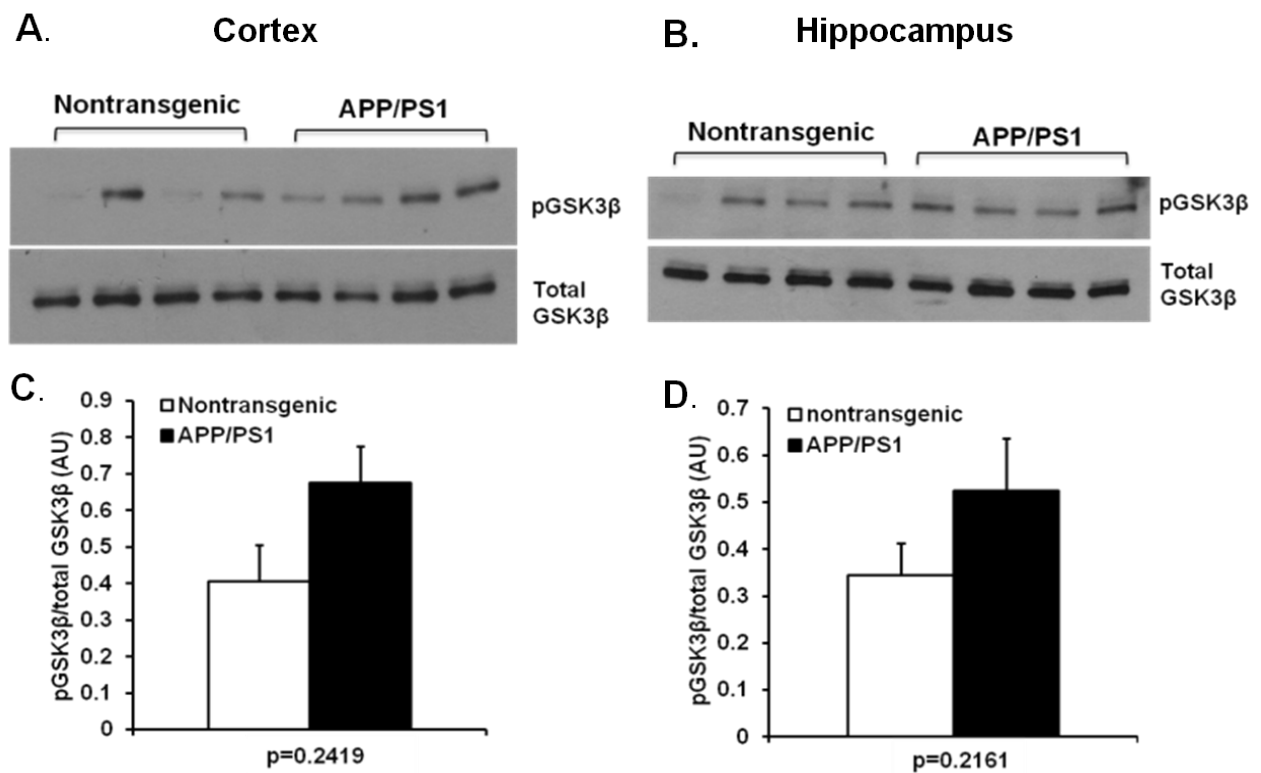 A. Cortex
Nontransgenic APP/PS1
pGSK3β
Total
GSK3β
B. Hippocampus
Nontransgenic APP/PS1
pGSK3β
Total
GSK3β
C.
pGSK3β/total GSK3β (AU)
0.9
0.8
0.7
0.6
0.5
0.4
0.3
0.2
0.1
0
Nontransgenic
APP/PS1
p=0.2419
D.
pGSK3β/total GSK3β (AU)
0.7
0.6
0.5
0.4
0.3
0.2
0.1
0
nontransgenic
APP/PS1
p=0.2161